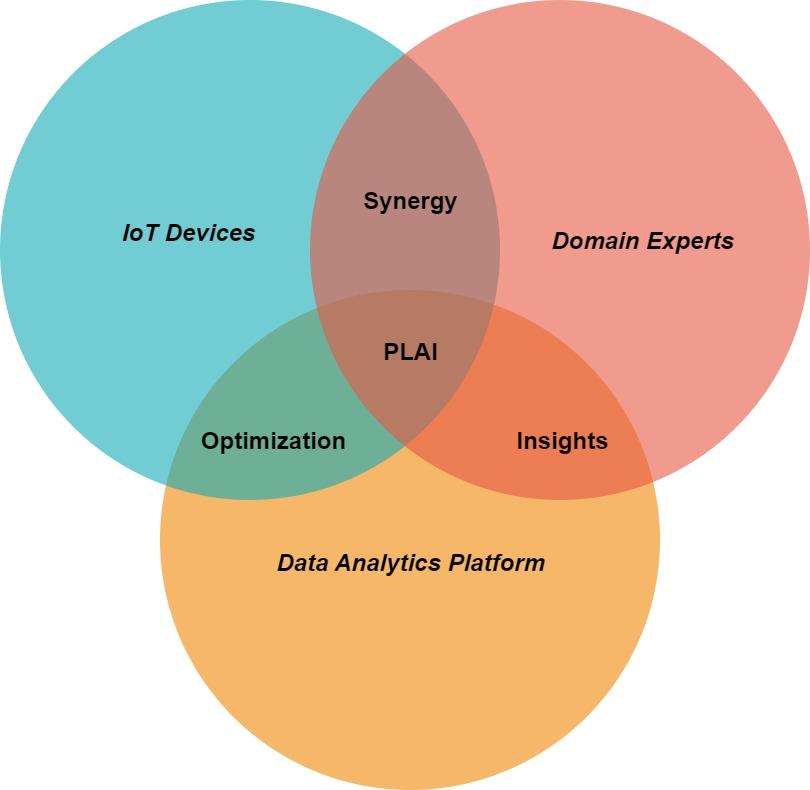 Synergy
IoT Devices
Domain Experts
PLAI
Optimization
Insights
Data Analytics Platform